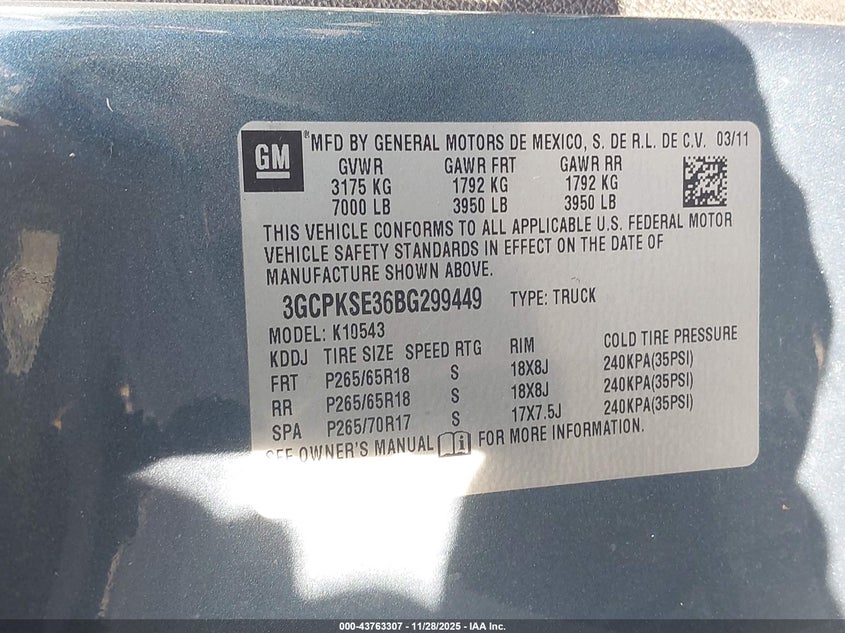 GM ® MFD BY GENERAL MOTORS DE MEXICO, S. DE R.L. DE C.V. 03/11
GVWR GAWR FRT GAWR RR
3175 KG 1792 KG 1792 KG
7000 LB 3950 LB 3950 LB
THIS VEHICLE CONFORMS TO ALL APPLICABLE U.S. FEDERAL MOTOR
VEHICLE SAFETY STANDARDS IN EFFECT ON THE DATE OF
MANUFACTURE SHOWN ABOVE.
3GCPKSE36BG299449 TYPE: TRUCK
MODEL: K10543
KDDJ TIRE SIZE SPEED RTG RIM COLD TIRE PRESSURE
FRT P265/65R18 S 18X8J 240KPA(35PSI)
RR P265/65R18 S 18X8J 240KPA(35PSI)
SPA P265/70R17 S 17X7.5J 240KPA(35PSI)
SEE OWNER'S MANUAL FOR MORE INFORMATION.
000-43763307 - 11/28/2025 - IAA Inc.